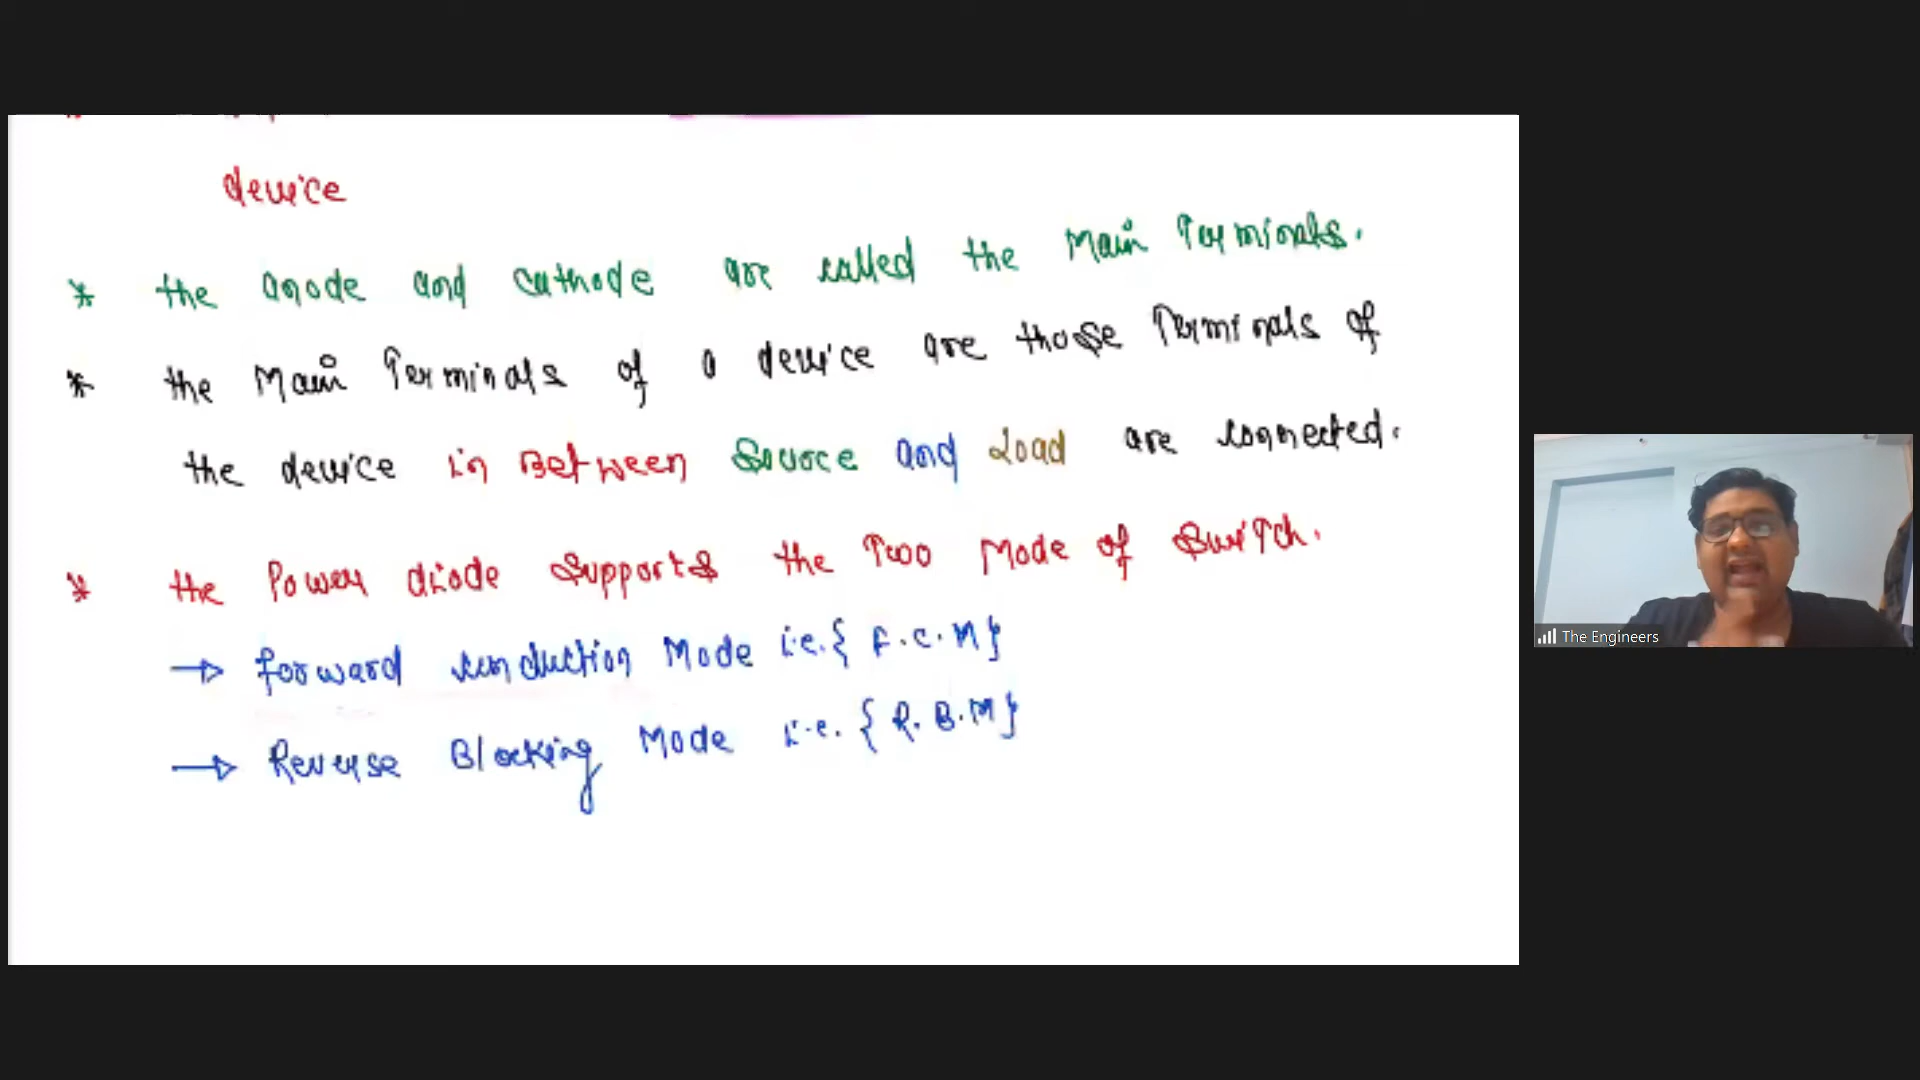 device
* the anode and cathode are called the Main Terminals.
* the Main Terminals of a device are those Terminals of
the device in Between Source and Load are connected.
* the Power diode supports the Two Mode of Switch.
→ forward conduction Mode i.e. { F.C.M }
→ Reverse Blocking Mode i.e. { R.B.M }
The Engineers